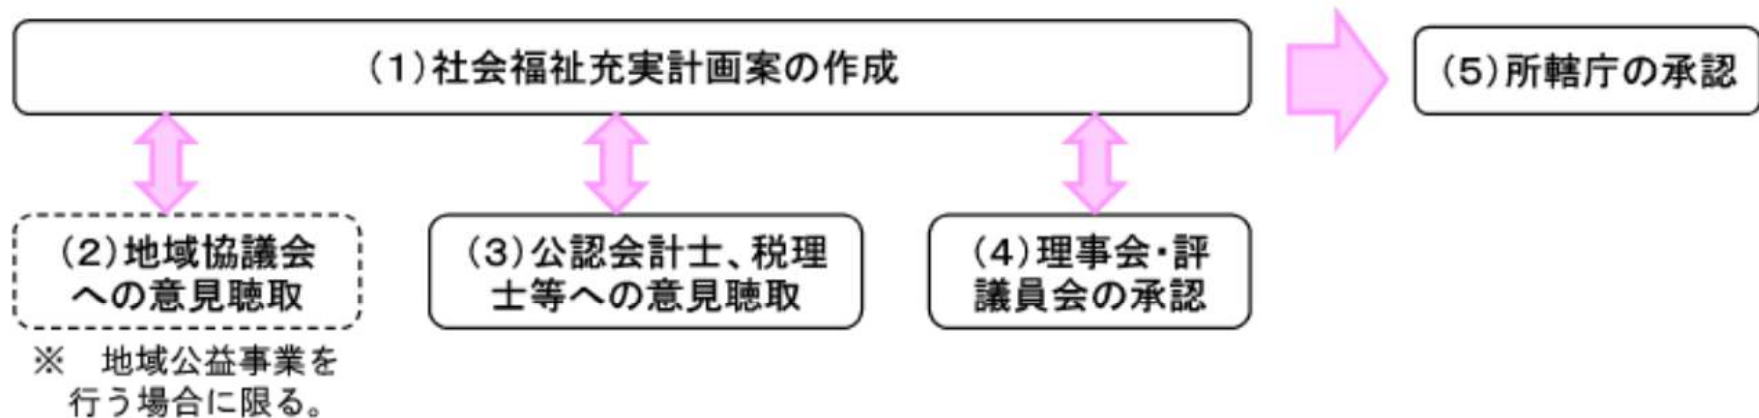 (1)社会福祉充実計画案の作成
(5)所轄庁の承認
(2)地域協議会
への意見聴取
(3)公認会計士、税理
士等への意見聴取
(4)理事会・評
議員会の承認
※ 地域公益事業を
行う場合に限る。